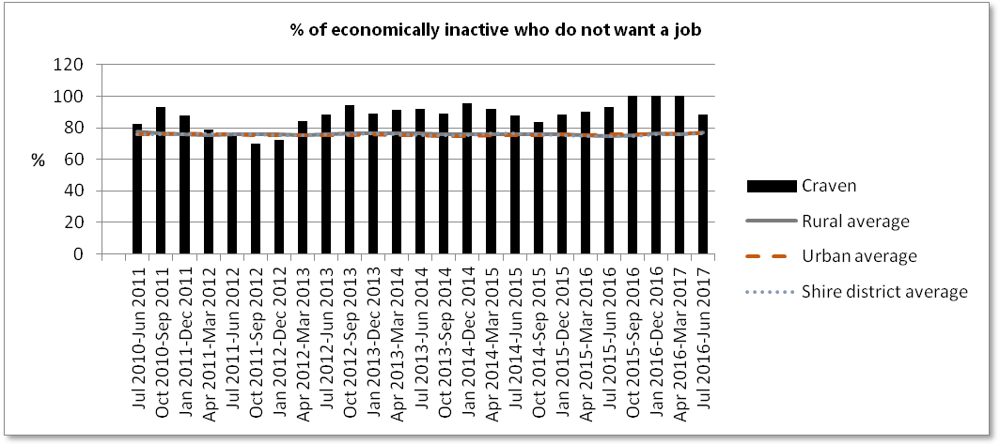 % of economically inactive who do not want a job
120
100
80
60
40
20
0
%
Jul 2010-Jun 2011
Oct 2010-Sep 2011
Jan 2011-Dec 2011
Apr 2011-Mar 2012
Jul 2011-Jun 2012
Oct 2011-Sep 2012
Jan 2012-Dec 2012
Apr 2012-Mar 2013
Jul 2012-Jun 2013
Oct 2012-Sep 2013
Jan 2013-Dec 2013
Apr 2013-Mar 2014
Jul 2013-Jun 2014
Oct 2013-Sep 2014
Jan 2014-Dec 2014
Apr 2014-Mar 2015
Jul 2014-Jun 2015
Oct 2014-Sep 2015
Jan 2015-Dec 2015
Apr 2015-Mar 2016
Jul 2015-Jun 2016
Oct 2015-Sep 2016
Jan 2016-Dec 2016
Apr 2016-Mar 2017
Jul 2016-Jun 2017
Craven
Rural average
Urban average
Shire district average